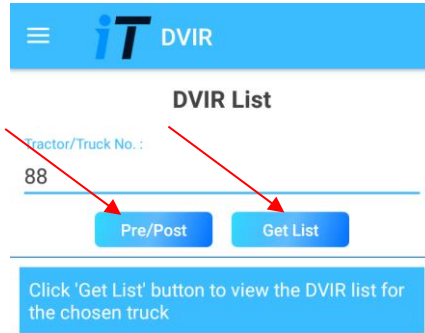 iT DVIR
DVIR List
Tractor/Truck No. :
88
Pre/Post Get List
Click 'Get List' button to view the DVIR list for
the chosen truck